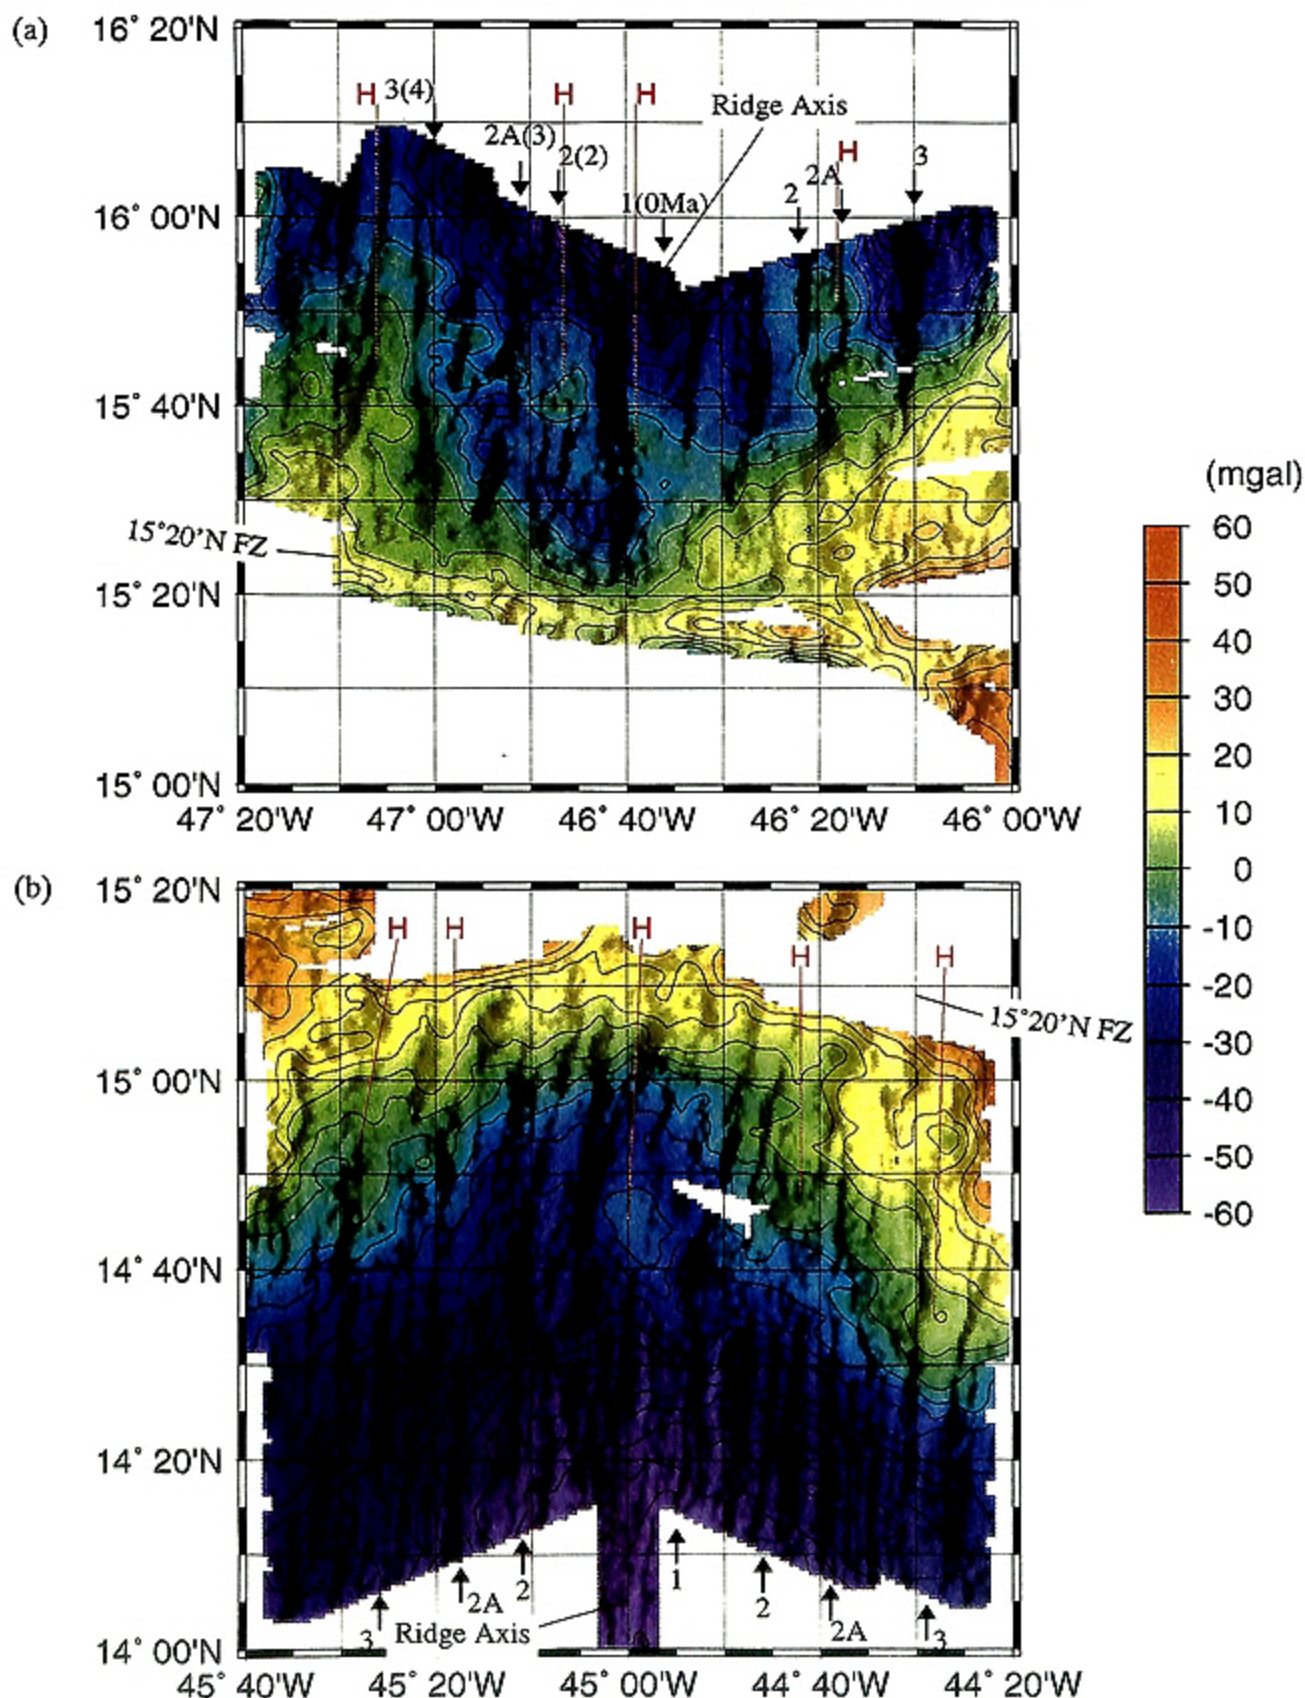 (a)
16° 20'N
H 3(4) H H
Ridge Axis
2A(3) 2(2) H 3
2A
2
1(0Ma)
16° 00'N
15° 40'N
15°20'N FZ
15° 20'N
15° 00'N
47° 20'W 47° 00'W 46° 40'W 46° 20'W 46° 00'W
(mgal)
60
50
40
30
20
10
0
-10
-20
-30
-40
-50
-60
(b)
15° 20'N
H H H H H
15°20'N FZ
15° 00'N
14° 40'N
14° 20'N
1
2A 2 2
2A
3 Ridge Axis 3
14° 00'N
45° 40'W 45° 20'W 45° 00'W 44° 40'W 44° 20'W